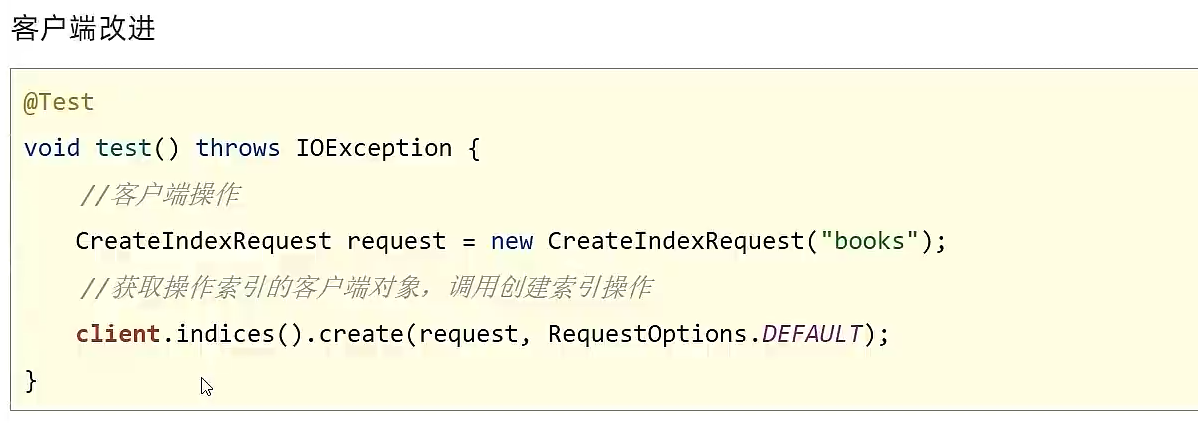 客户端改进
@Test
void test() throws IOException {
//客户端操作
CreateIndexRequest request = new CreateIndexRequest("books");
//获取操作索引的客户端对象，调用创建索引操作
client.indices().create(request, RequestOptions.DEFAULT);
}